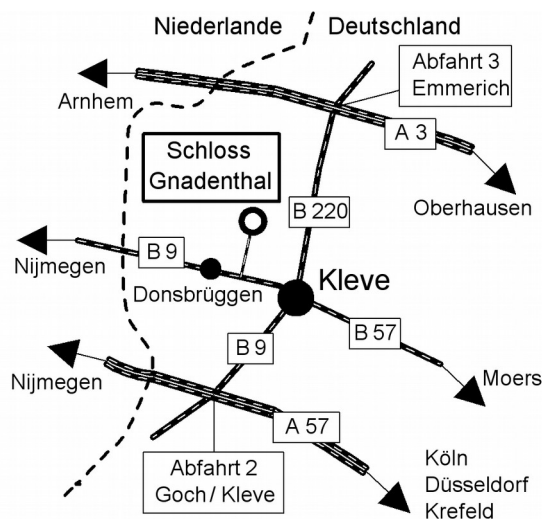 Niederlande
Deutschland
Abfahrt 3
Emmerich
Arnhem
A 3
Schloss
Gnadenthal
Oberhausen
B 220
B 9
Nijmegen
Kleve
Donsbrüggen
B 57
B 9
Nijmegen
Moers
A 57
Abfahrt 2
Goch / Kleve
Köln
Düsseldorf
Krefeld